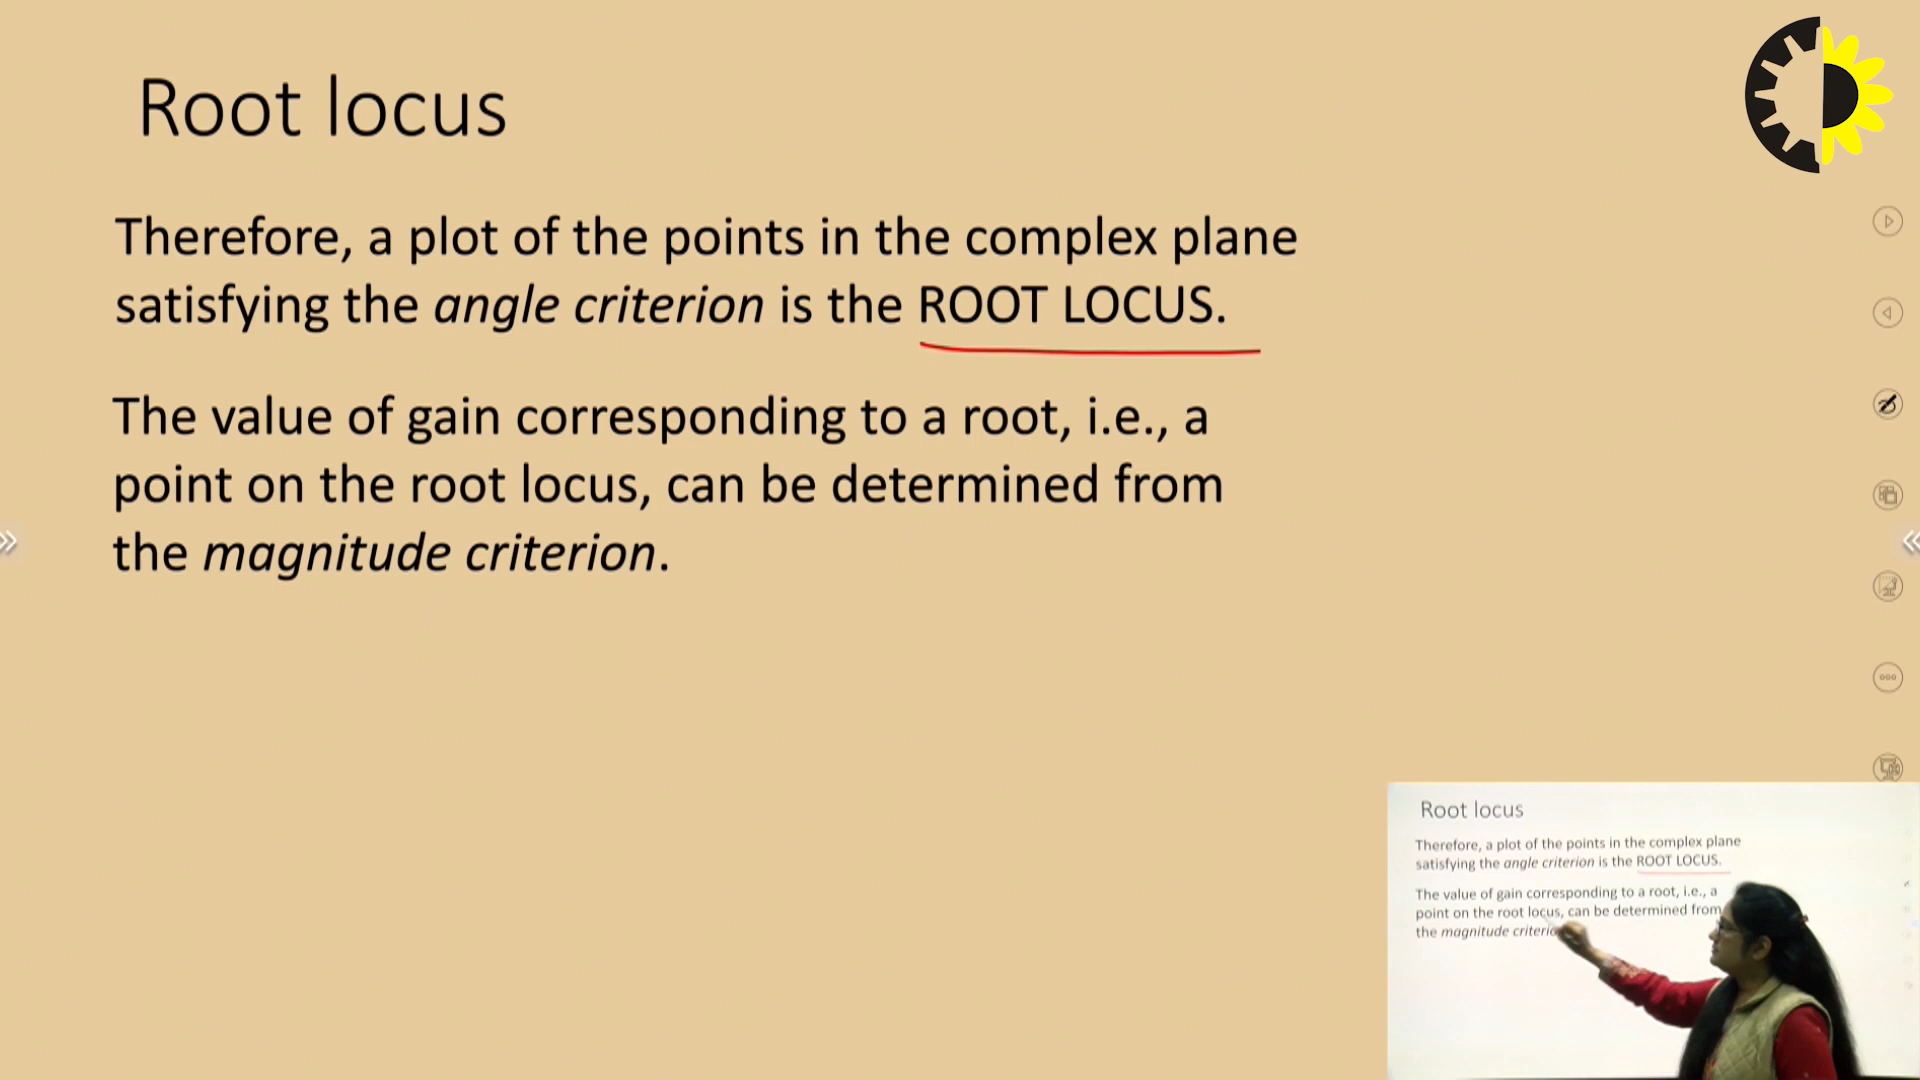 Root locus
Therefore, a plot of the points in the complex plane
satisfying the angle criterion is the ROOT LOCUS.
The value of gain corresponding to a root, i.e., a
point on the root locus, can be determined from
the magnitude criterion.
Root locus
Therefore, a plot of the points in the complex plane
satisfying the angle criterion is the ROOT LOCUS.
The value of gain corresponding to a root, i.e., a
point on the root locus, can be determined from
the magnitude